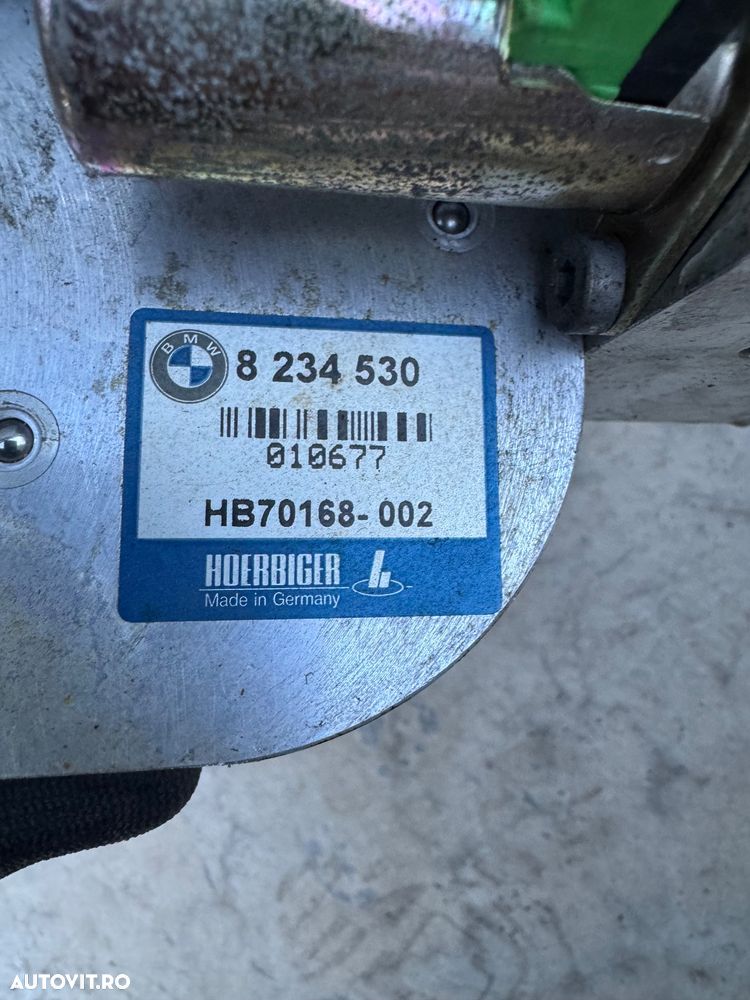 BMW
8 234 530
010677
HB70168-002
HOERBIGER
Made in Germany
AUTOVIT.RO